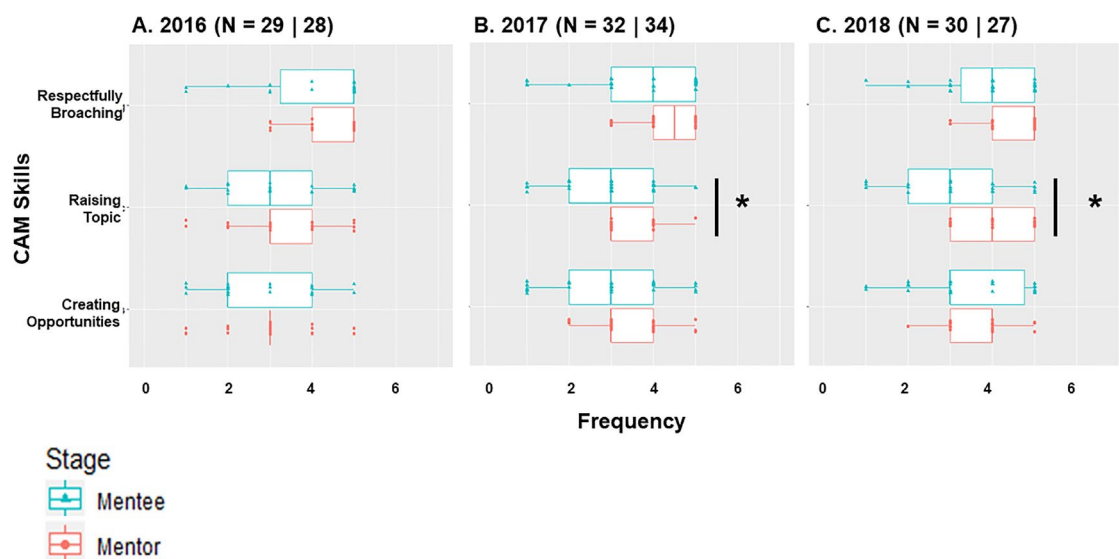 A. 2016 (N = 29 | 28)
B. 2017 (N = 32 | 34)
C. 2018 (N = 30 | 27)
CAM Skills
Respectfully
Broaching
Raising
Topic
*
*
Creating
Opportunities
0 2 4 6
0 2 4 6
0 2 4 6
Frequency
Stage
Mentee
Mentor